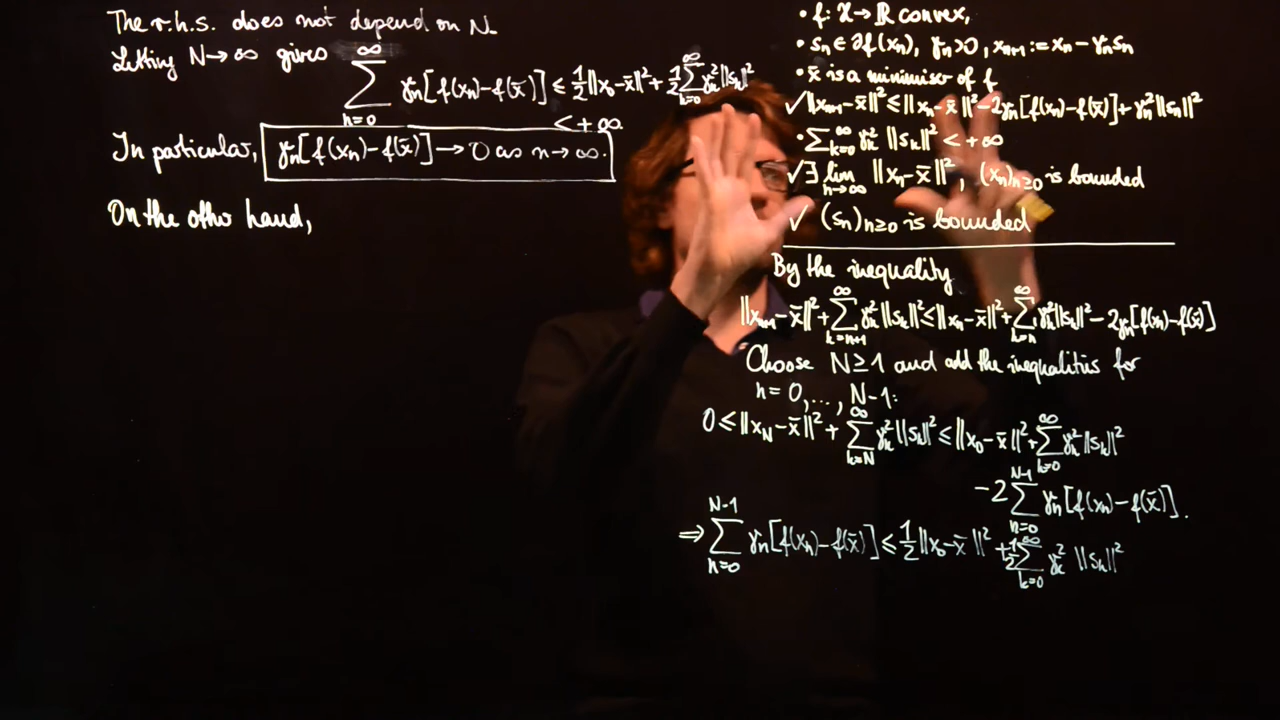 The r.h.s. does not depend on N.
Letting N→∞ gives
∑_{n=0}^{∞} γn[f(xn)-f(x̄)] ≤ ½||x0-x̄||² + ½∑_{k=0}^{∞} γk²||sk||²
< +∞.
In particular, γn[f(xn)-f(x̄)] → 0 as n→∞.
On the other hand,
• f: X→ℝ convex,
• sn ∈ ∂f(xn), γn>0, xn+1 := xn - γnsn
• x̄ is a minimiser of f
✓ ||xn+1-x̄||² ≤ ||xn-x̄||² - 2γn[f(xn)-f(x̄)] + γn²||sn||²
• ∑_{k=0}^{∞} γk² ||sk||² < +∞
✓ ∃ lim_{n→∞} ||xn-x̄||², (xn)n≥0 is bounded
✓ (sn)n≥0 is bounded
By the inequality
||xn+1-x̄||² + ∑_{k=n+1}^{∞} γk²||sk||² ≤ ||xn-x̄||² + ∑_{k=n}^{∞} γk²||sk||² - 2γn[f(xn)-f(x̄)]
Choose N≥1 and add the inequalities for
n = 0,..., N-1:
0 ≤ ||xN-x̄||² + ∑_{k=N}^{∞} γk²||sk||² ≤ ||x0-x̄||² + ∑_{k=0}^{∞} γk²||sk||²
-2∑_{n=0}^{N-1} γn[f(xn)-f(x̄)].
⇒ ∑_{n=0}^{N-1} γn[f(xn)-f(x̄)] ≤ ½||x0-x̄||² + ½∑_{k=0}^{∞} γk² ||sk||²